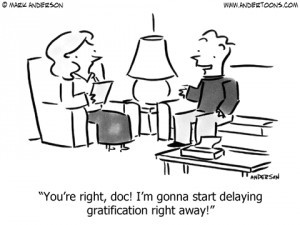 © MARK ANDERSON
WWW.ANDERTOONS.COM
ANDERSON
“You're right, doc! I'm gonna start delaying
gratification right away!”